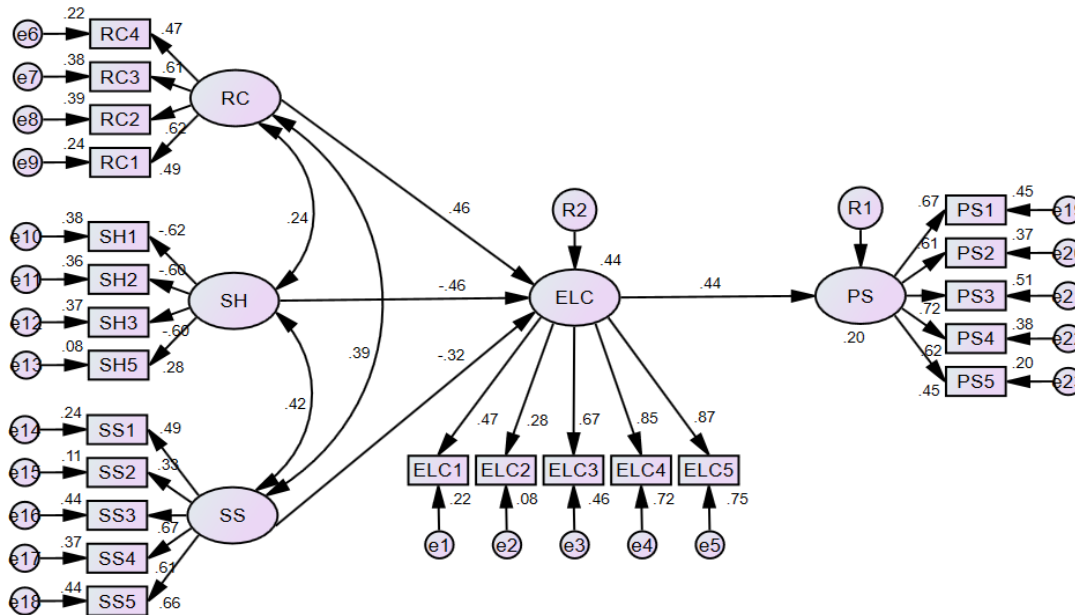 .22
e6 RC4 .47
.38
e7 RC3 .61
RC
.39
e8 RC2 .62
.24
e9 RC1 .49
.24
.46
.38
e10 SH1 -.62
.36
e11 SH2 -.60
SH
.37
e12 SH3 -.60
.08
e13 SH5 .28
-.46
.39
.42
-.32
.24
e14 SS1 .49
.11
e15 SS2 .33
.44
e16 SS3 .67
SS
.37
e17 SS4 .61
.44
e18 SS5 .66
R2
.44
ELC
.44
.47 .28 .67 .85 .87
ELC1 ELC2 ELC3 ELC4 ELC5
.22 .08 .46 .72 .75
e1 e2 e3 e4 e5
R1
PS
.20
.67 PS1 .45 e19
.61 PS2 .37
.72 PS3 .51
.62 PS4 .38
.45 PS5 .20